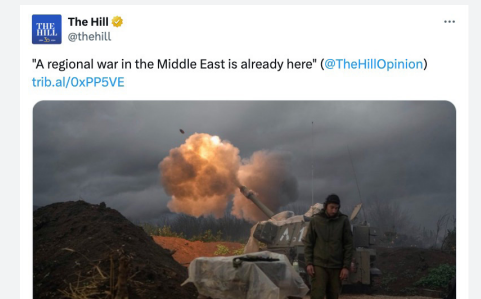 THE
HILL
The Hill
@thehill
"A regional war in the Middle East is already here" (@TheHillOpinion)
trib.al/0xPP5VE